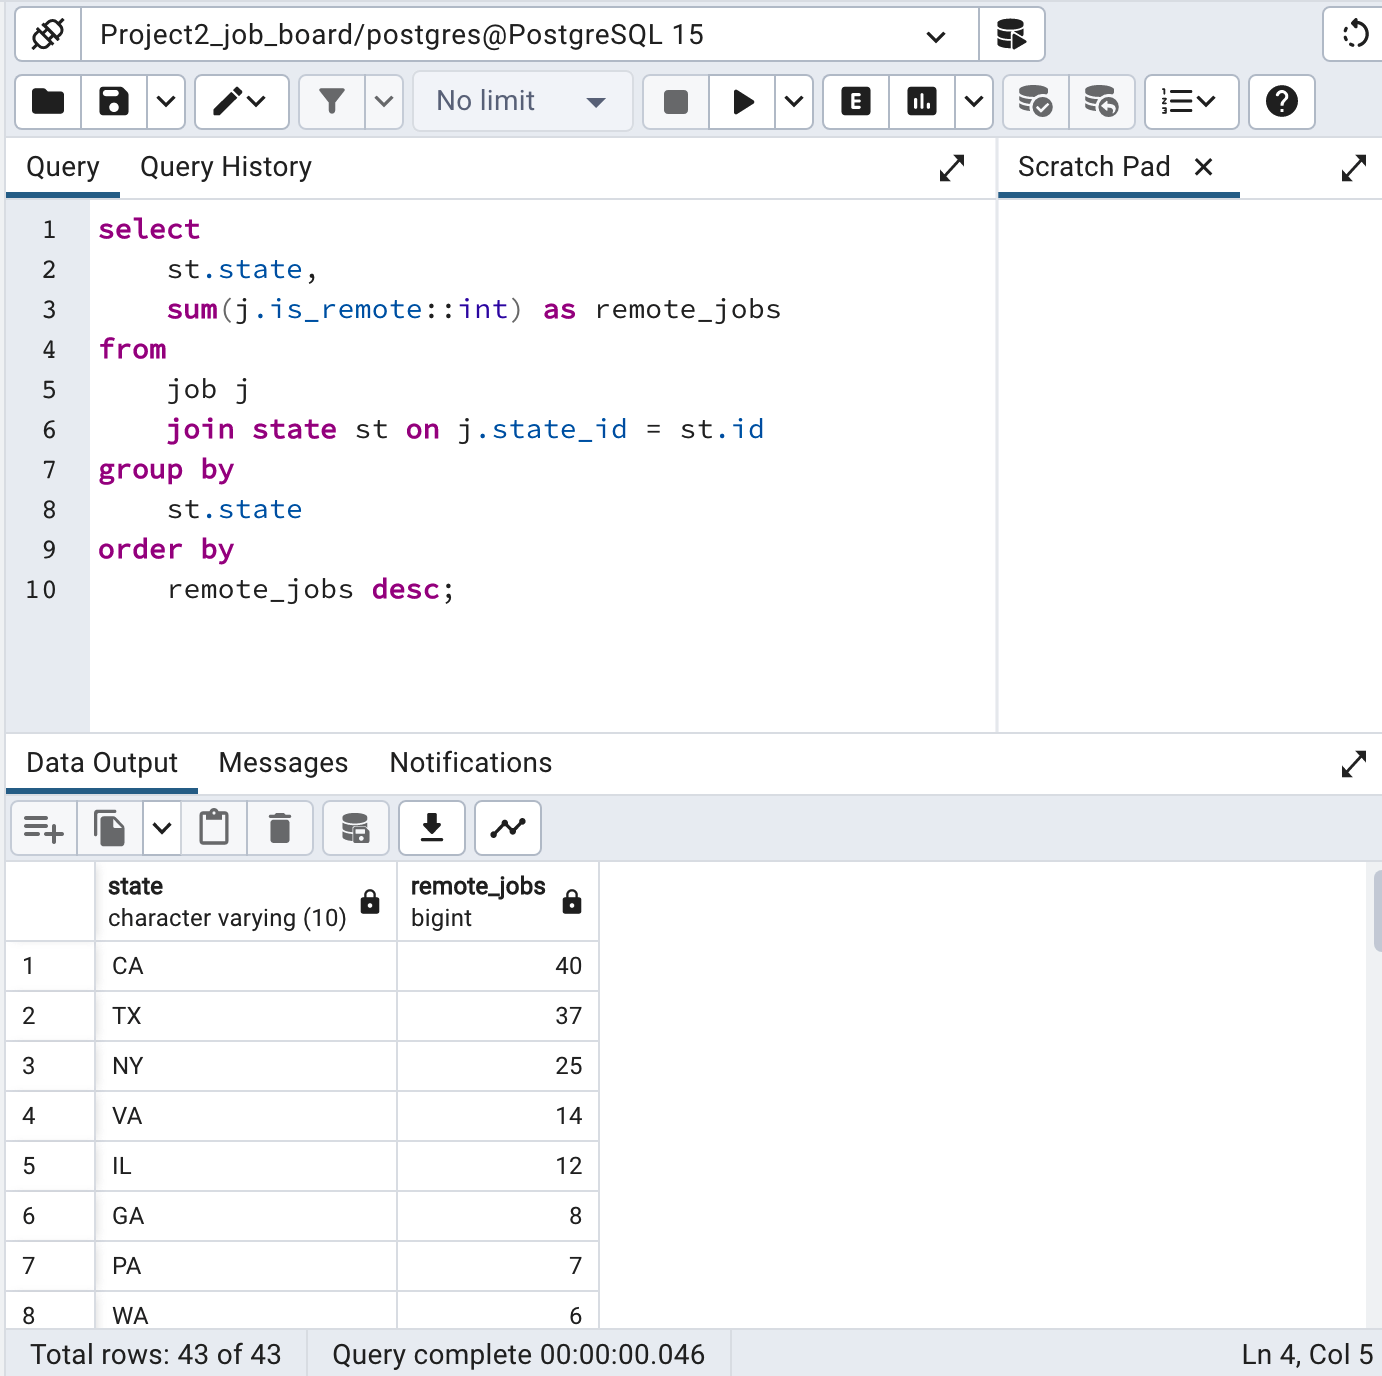 Project2_job_board/postgres@PostgreSQL 15
No limit
E
Query Query History Scratch Pad
1 select
2 st.state,
3 sum(j.is_remote::int) as remote_jobs
4 from
5 job j
6 join state st on j.state_id = st.id
7 group by
8 st.state
9 order by
10 remote_jobs desc;
Data Output Messages Notifications
state remote_jobs
character varying (10) bigint
1 CA 40
2 TX 37
3 NY 25
4 VA 14
5 IL 12
6 GA 8
7 PA 7
8 WA 6
Total rows: 43 of 43 Query complete 00:00:00.046 Ln 4, Col 5